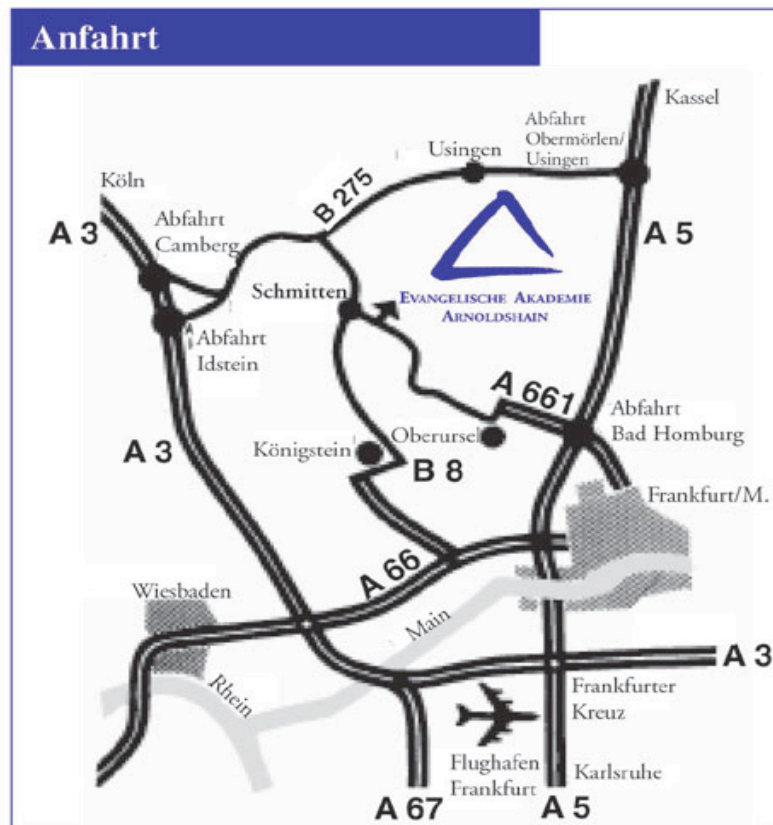 Anfahrt
Kassel
Abfahrt
Obermörlen/
Usingen
Usingen
Köln
B 275
A 3
Abfahrt
Camberg
A 5
Schmitten
EVANGELISCHE AKADEMIE
ARNOLDSHAIN
Abfahrt
Idstein
A 661
Abfahrt
Bad Homburg
A 3
Königstein
Oberursel
B 8
Frankfurt/M.
A 66
Wiesbaden
Main
Rhein
A 3
Frankfurter
Kreuz
Flughafen
Frankfurt
Karlsruhe
A 67
A 5